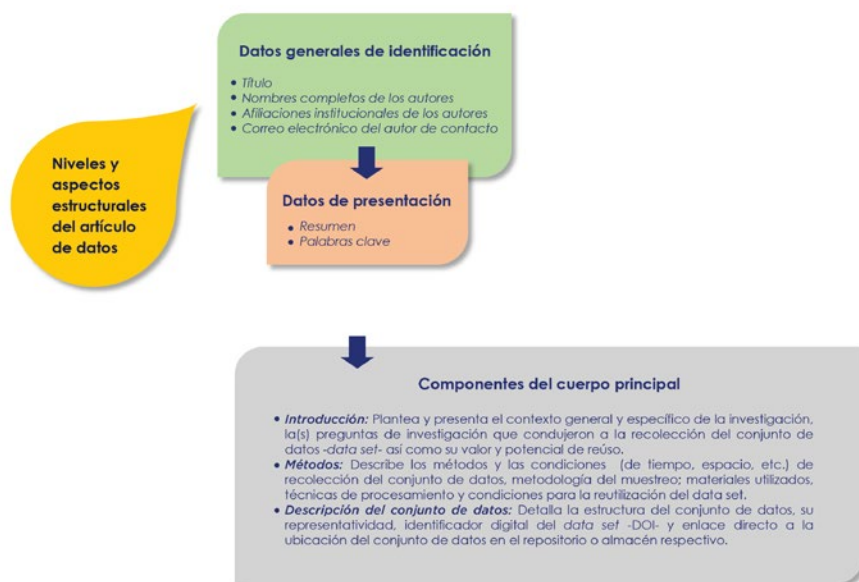 Datos generales de identificación
• Título
• Nombres completos de los autores
• Afiliaciones institucionales de los autores
• Correo electrónico del autor de contacto
Niveles y
aspectos
estructurales
del artículo
de datos
Datos de presentación
• Resumen
• Palabras clave
Componentes del cuerpo principal
• Introducción: Plantea y presenta el contexto general y específico de la investigación,
la(s) preguntas de investigación que condujeron a la recolección del conjunto de
datos -data set- así como su valor y potencial de reúso.
• Métodos: Describe los métodos y las condiciones (de tiempo, espacio, etc.) de
recolección del conjunto de datos, metodología del muestreo; materiales utilizados,
técnicas de procesamiento y condiciones para la reutilización del data set.
• Descripción del conjunto de datos: Detalla la estructura del conjunto de datos, su
representatividad, identificador digital del data set -DOI- y enlace directo a la
ubicación del conjunto de datos en el repositorio o almacén respectivo.